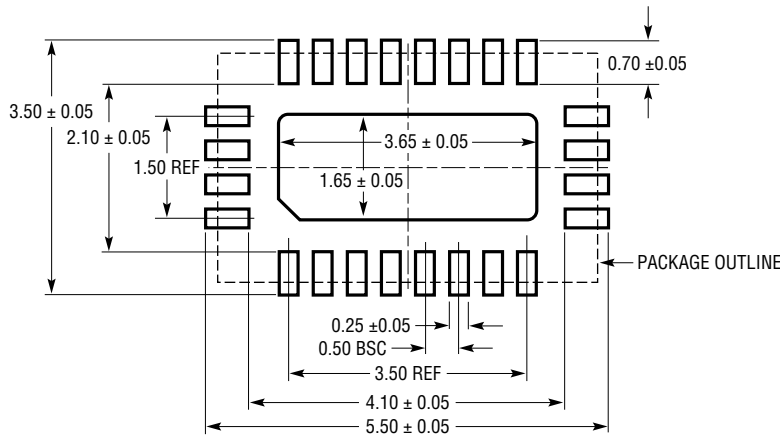 0.70 ±0.05
3.50 ± 0.05
2.10 ± 0.05
3.65 ± 0.05
1.50 REF
1.65 ± 0.05
PACKAGE OUTLINE
0.25 ±0.05
0.50 BSC
3.50 REF
4.10 ± 0.05
5.50 ± 0.05